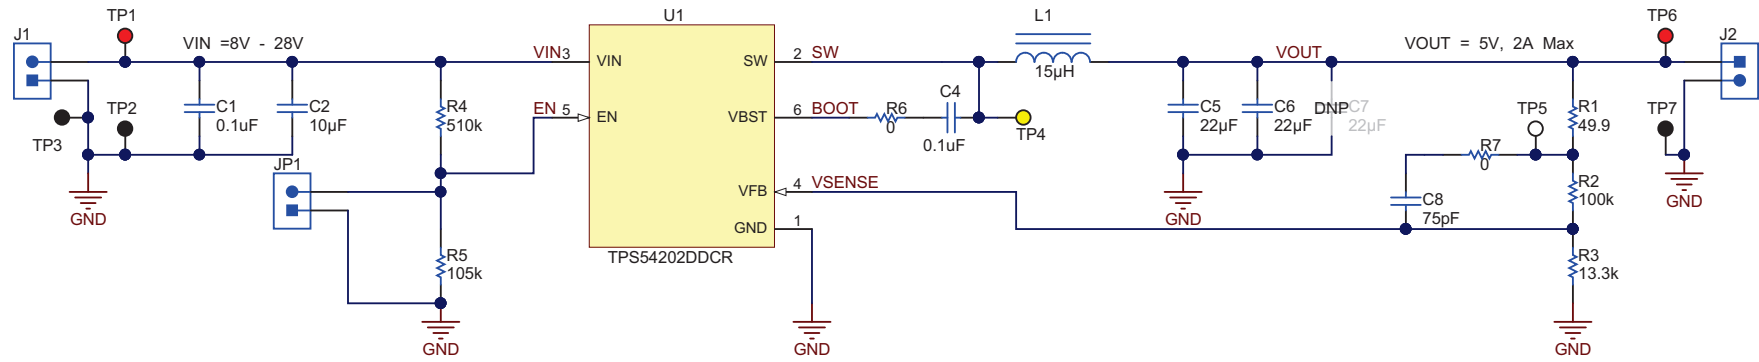 J1
TP1
VIN =8V - 28V
TP2
TP3
C1
0.1uF
C2
10µF
GND
JP1
R4
510k
R5
105k
GND
U1
VIN
3
VIN
EN
5
EN
SW
2
SW
VBST
6
BOOT
VFB
4
VSENSE
GND
1
TPS54202DDCR
GND
R6
0
C4
0.1uF
TP4
L1
15µH
VOUT
VOUT = 5V, 2A Max
C5
22µF
C6
22µF
DNP
C7
22µF
GND
C8
75pF
R7
0
TP5
R1
49.9
R2
100k
R3
13.3k
GND
TP6
J2
TP7
GND